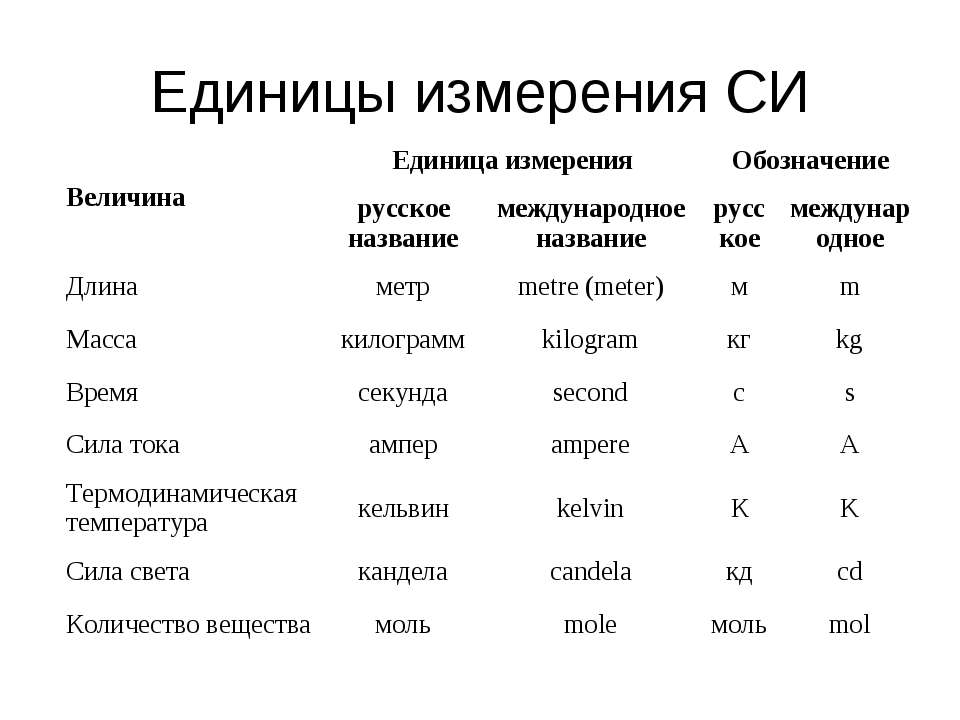 Единицы измерения СИ
Единица измерения Обозначение
Величина
русское международное русс междунар
название название кое одное
Длина метр metre (meter) м m
Масса килограмм kilogram кг kg
Время секунда second с s
Сила тока ампер ampere А A
Термодинамическая
температура кельвин kelvin К K
Сила света кандела candela кд cd
Количество вещества моль mole моль mol